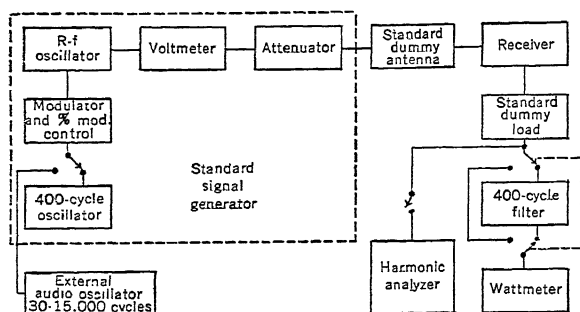 R-f
oscillator
Voltmeter
Attenuator
Standard
dummy
antenna
Receiver
Modulator
and % mod.
control
Standard
dummy
load
400-cycle
oscillator
Standard
signal
generator
400-cycle
filter
External
audio oscillator
30-15,000 cycles
Harmonic
analyzer
Wattmeter